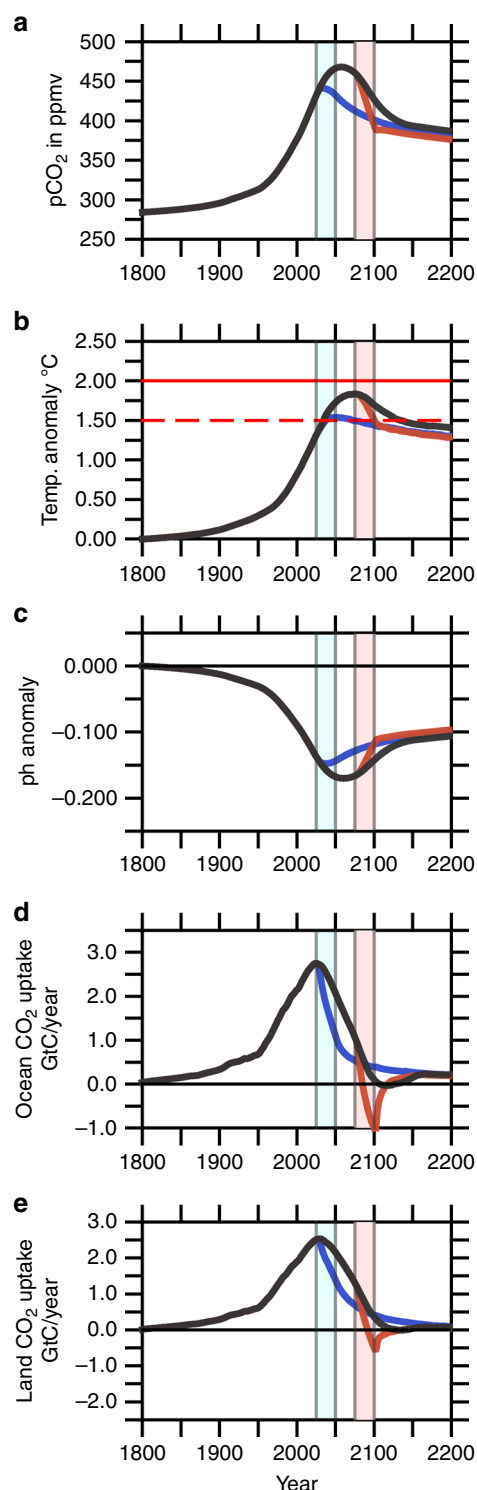 a
500
450
400
350
300
250
pCO₂ in ppmv
1800 1900 2000 2100 2200
b
2.50
2.00
1.50
1.00
0.50
0.00
Temp. anomaly °C
1800 1900 2000 2100 2200
c
0.000
−0.100
−0.200
ph anomaly
1800 1900 2000 2100 2200
d
3.0
2.0
1.0
0.0
−1.0
Ocean CO₂ uptake
GtC/year
1800 1900 2000 2100 2200
e
3.0
2.0
1.0
0.0
−1.0
−2.0
Land CO₂ uptake
GtC/year
1800 1900 2000 2100 2200
Year